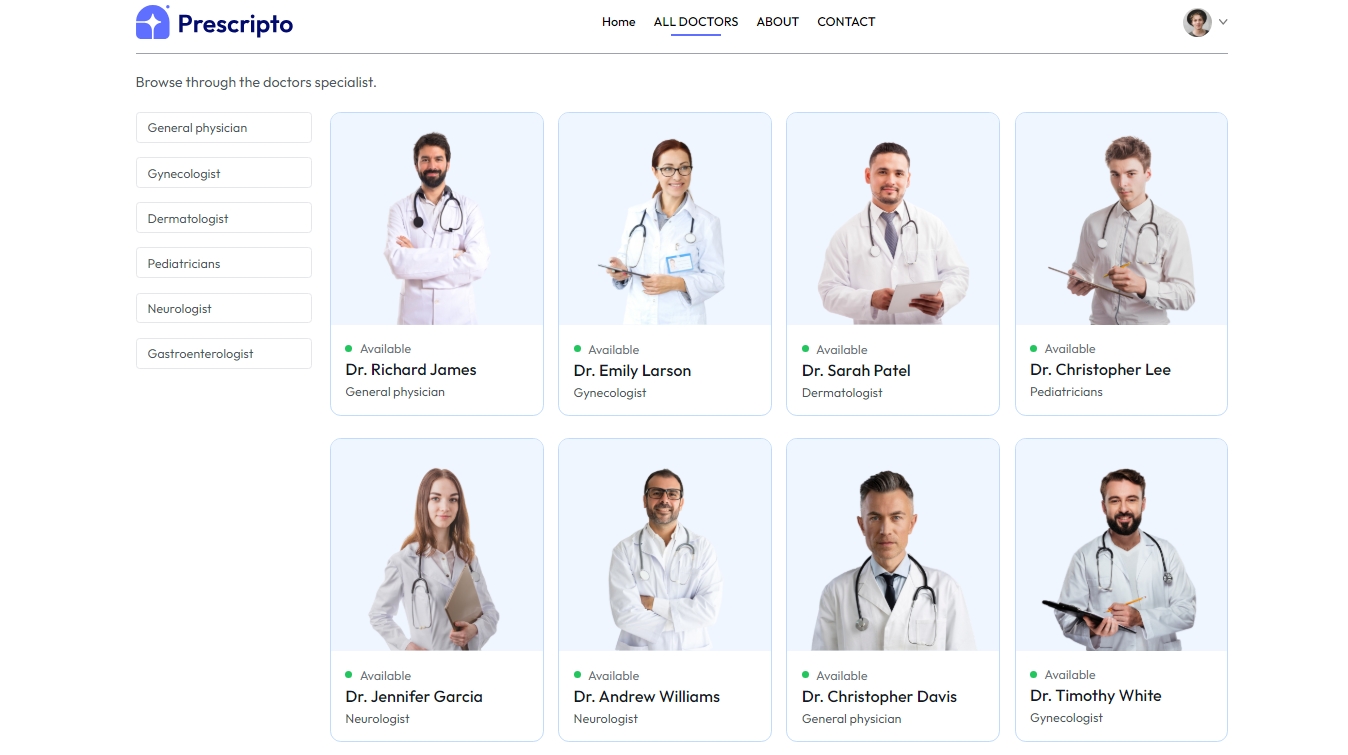 Prescripto
Home ALL DOCTORS ABOUT CONTACT
Browse through the doctors specialist.
General physician
Gynecologist
Dermatologist
Pediatricians
Neurologist
Gastroenterologist
Available
Dr. Richard James
General physician
Available
Dr. Emily Larson
Gynecologist
Available
Dr. Sarah Patel
Dermatologist
Available
Dr. Christopher Lee
Pediatricians
Available
Dr. Jennifer Garcia
Neurologist
Available
Dr. Andrew Williams
Neurologist
Available
Dr. Christopher Davis
General physician
Available
Dr. Timothy White
Gynecologist